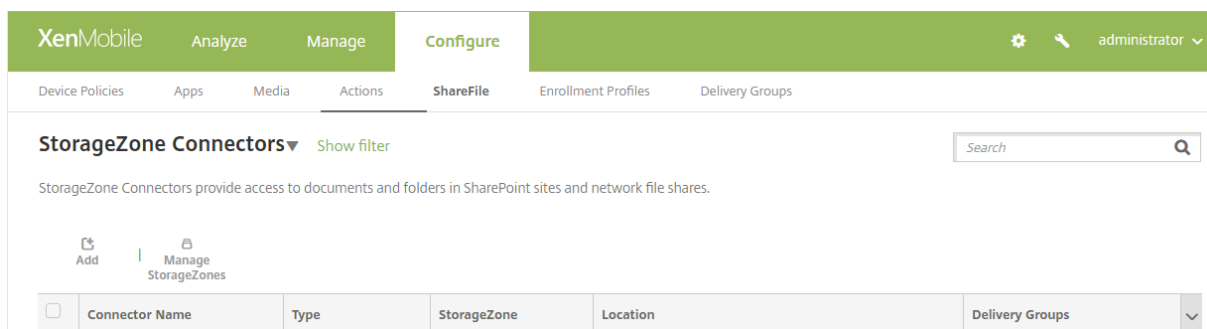 XenMobile Analyze Manage Configure administrator
Device Policies Apps Media Actions ShareFile Enrollment Profiles Delivery Groups
StorageZone Connectors Show filter Search
StorageZone Connectors provide access to documents and folders in SharePoint sites and network file shares.
Add | Manage
StorageZones
Connector Name Type StorageZone Location Delivery Groups